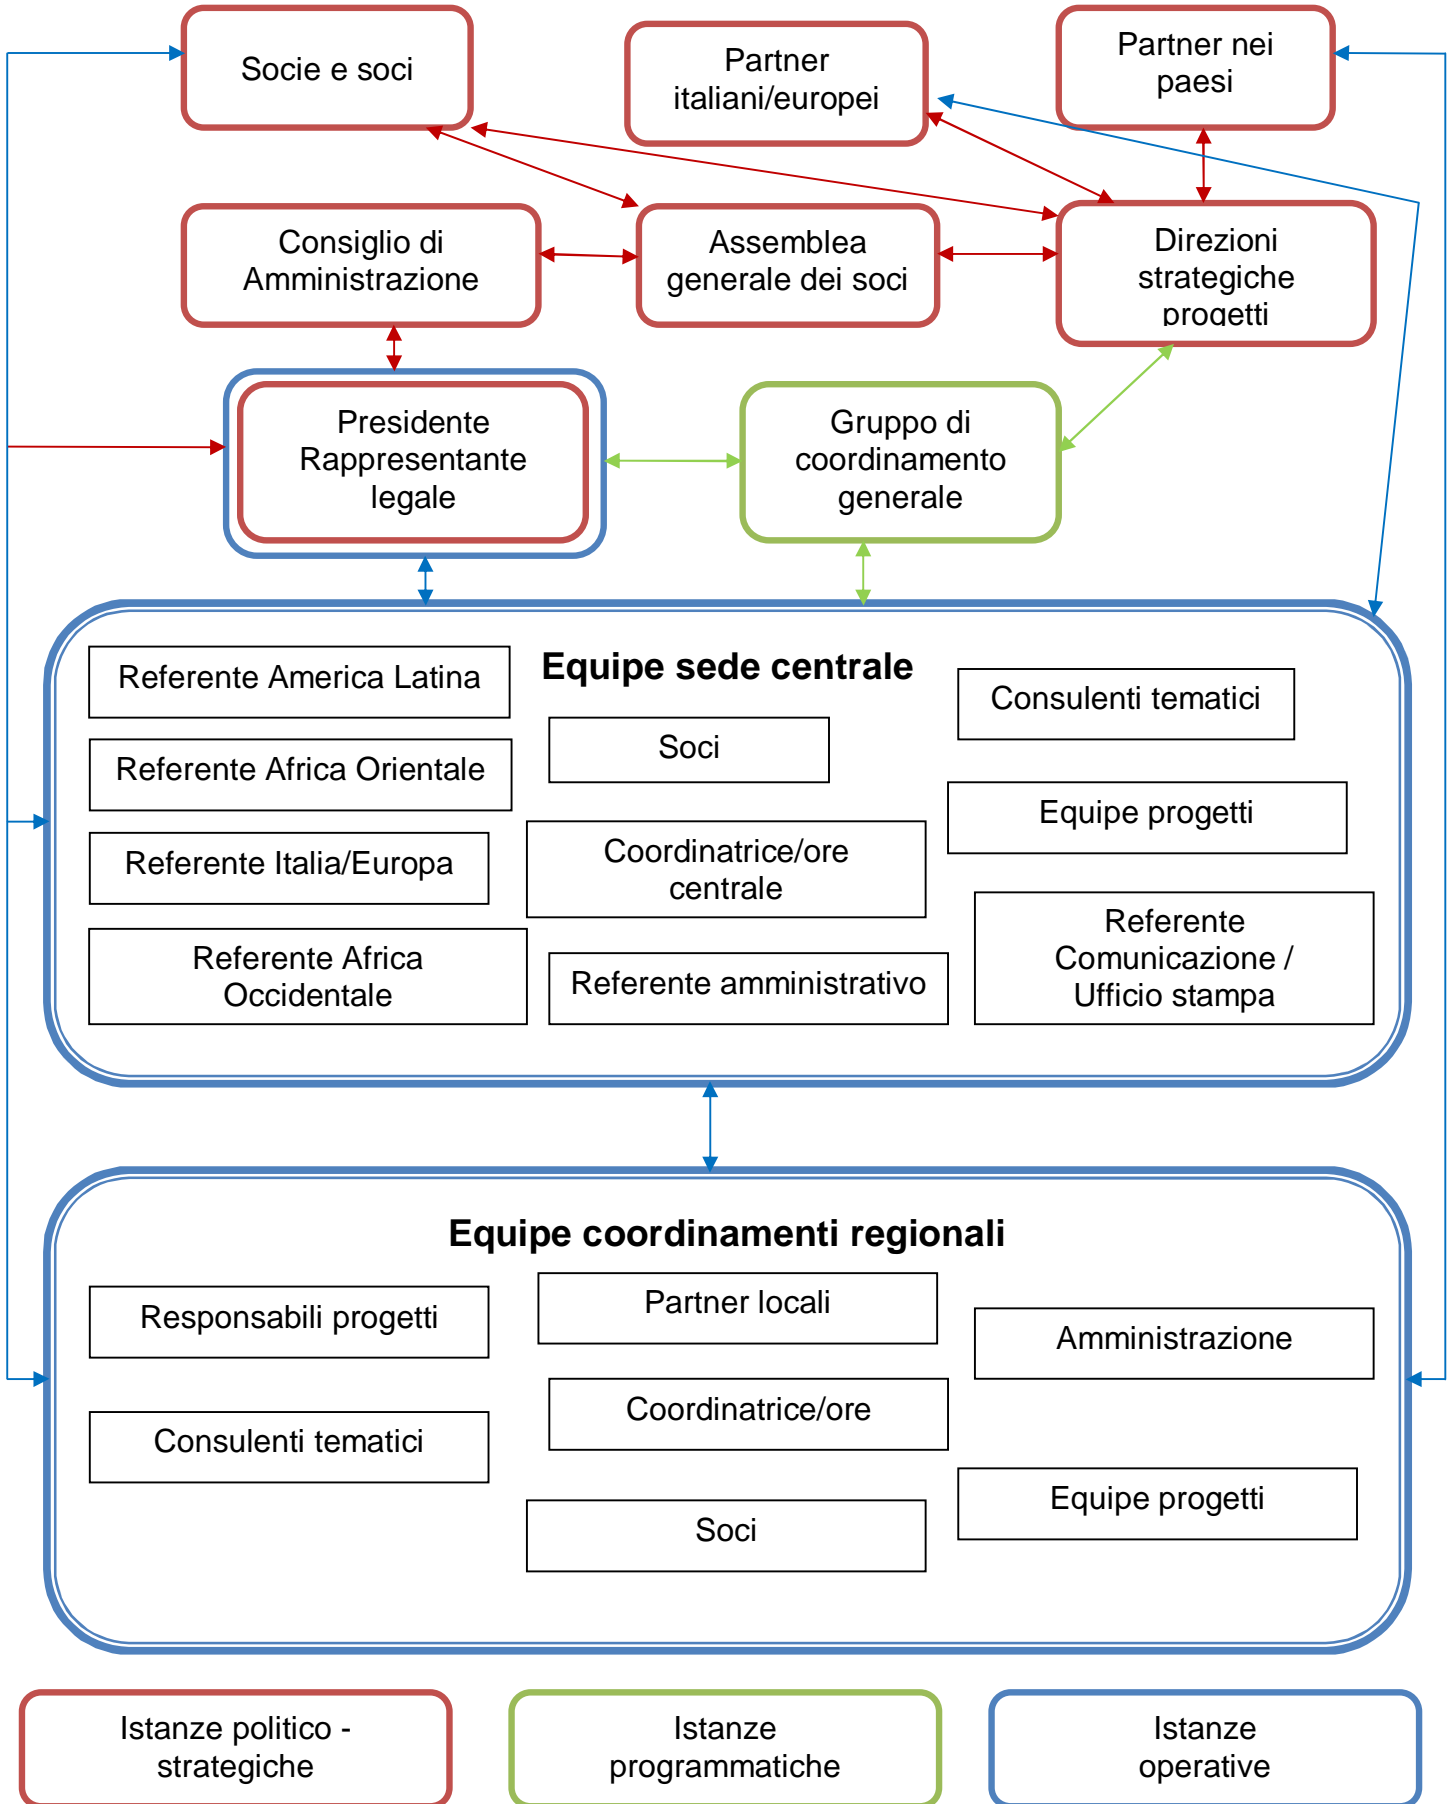 Socie e soci
Partner
italiani/europei
Partner nei
paesi
Consiglio di
Amministrazione
Assemblea
generale dei soci
Direzioni
strategiche
progetti
Presidente
Rappresentante
legale
Gruppo di
coordinamento
generale
Equipe sede centrale
Referente America Latina
Referente Africa Orientale
Referente Italia/Europa
Referente Africa
Occidentale
Soci
Coordinatrice/ore
centrale
Referente amministrativo
Consulenti tematici
Equipe progetti
Referente
Comunicazione /
Ufficio stampa
Equipe coordinamenti regionali
Responsabili progetti
Consulenti tematici
Partner locali
Coordinatrice/ore
Soci
Amministrazione
Equipe progetti
Istanze politico -
strategiche
Istanze
programmatiche
Istanze
operative